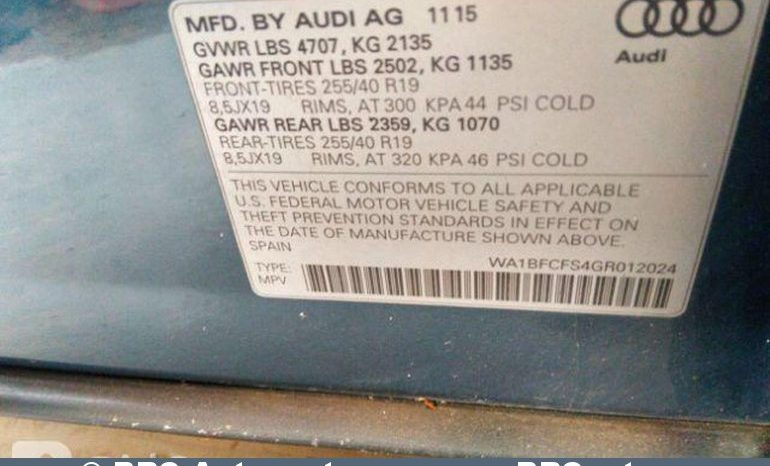 MFD. BY AUDI AG 11 15
GVWR LBS 4707, KG 2135
GAWR FRONT LBS 2502, KG 1135
FRONT-TIRES 255/40 R19
8,5JX19 RIMS, AT 300 KPA 44 PSI COLD
GAWR REAR LBS 2359, KG 1070
REAR-TIRES 255/40 R19
8,5JX19 RIMS, AT 320 KPA 46 PSI COLD
Audi
THIS VEHICLE CONFORMS TO ALL APPLICABLE
U.S. FEDERAL MOTOR VEHICLE SAFETY AND
THEFT PREVENTION STANDARDS IN EFFECT ON
THE DATE OF MANUFACTURE SHOWN ABOVE.
SPAIN
WA1BFCFS4GR012024
TYPE:
MPV